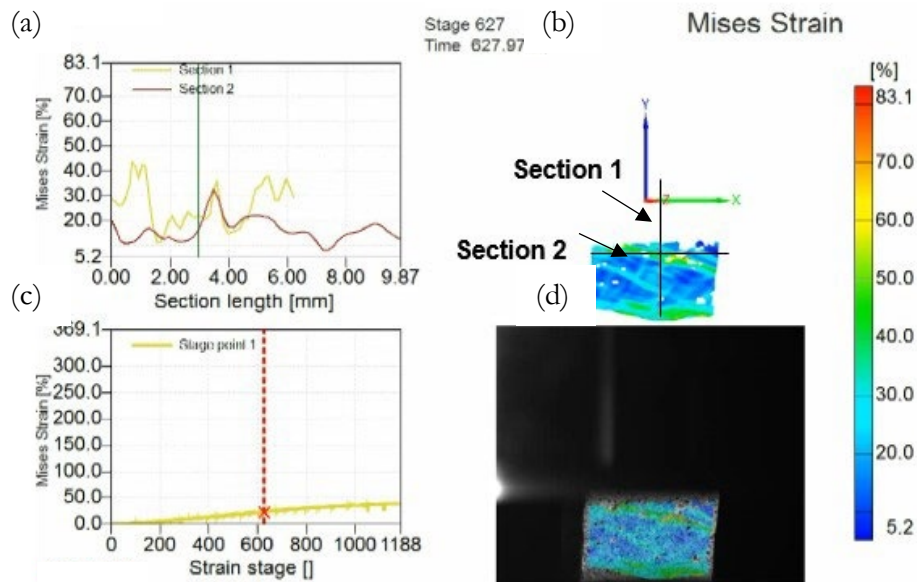 (a)
Stage 627
Time 627.97
(b)
Mises Strain
83.1
70.0
60.0
50.0
40.0
30.0
20.0
5.2
Mises Strain [%]
Section 1
Section 2
0.00 2.00 4.00 6.00 8.00 9.87
Section length [mm]
Y
X
Z
Section 1
Section 2
[%]
83.1
70.0
60.0
50.0
40.0
30.0
20.0
5.2
(c)
369.1
300.0
250.0
200.0
150.0
100.0
50.0
0.0
Mises Strain [%]
Stage point 1
0 200 400 600 800 1000 1188
Strain stage []
(d)